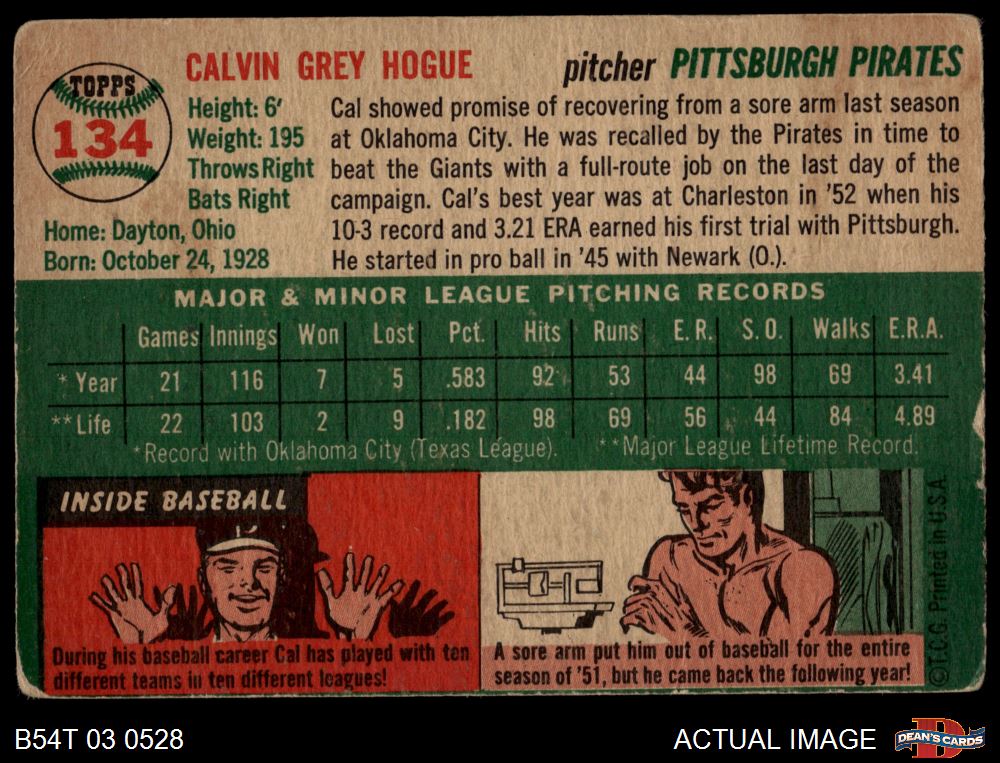 TOPPS
134
CALVIN GREY HOGUE
pitcher PITTSBURGH PIRATES
Height: 6'
Weight: 195
Throws Right
Bats Right
Home: Dayton, Ohio
Born: October 24, 1928
Cal showed promise of recovering from a sore arm last season
at Oklahoma City. He was recalled by the Pirates in time to
beat the Giants with a full-route job on the last day of the
campaign. Cal's best year was at Charleston in '52 when his
10-3 record and 3.21 ERA earned his first trial with Pittsburgh.
He started in pro ball in '45 with Newark (O.).
MAJOR & MINOR LEAGUE PITCHING RECORDS
Games Innings Won Lost Pct. Hits Runs E.R. S.O. Walks E.R.A.
* Year 21 116 7 5 .583 92 53 44 98 69 3.41
** Life 22 103 2 9 .182 98 69 56 44 84 4.89
*Record with Oklahoma City (Texas League). **Major League Lifetime Record.
INSIDE BASEBALL
During his baseball career Cal has played with ten
different teams in ten different leagues!
A sore arm put him out of baseball for the entire
season of '51, but he came back the following year!
© T.C.G. Printed in U.S.A.
B54T 03 0528
ACTUAL IMAGE
DEAN'S CARDS